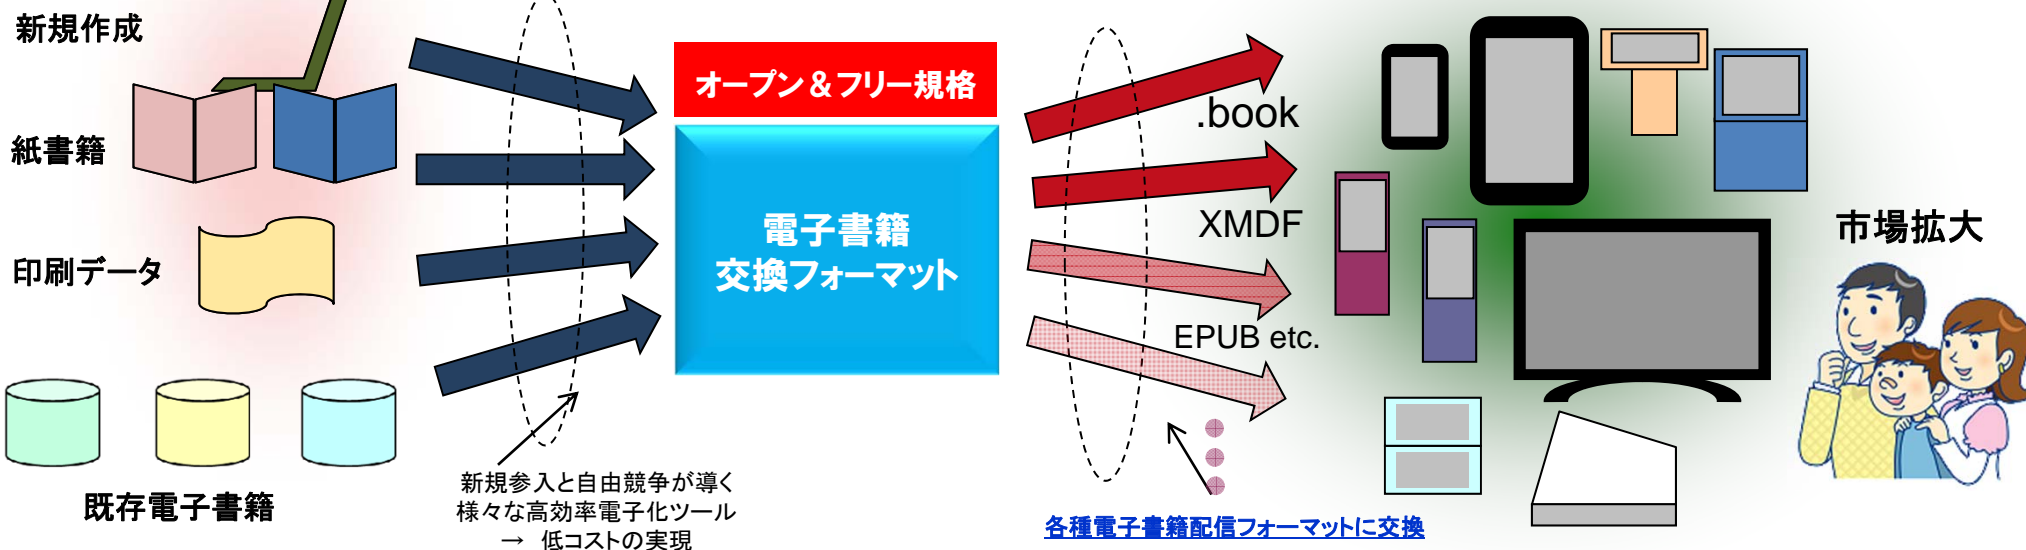 新規作成
紙書籍
印刷データ
既存電子書籍
新規参入と自由競争が導く
様々な高効率電子化ツール
→ 低コストの実現
オープン&フリー規格
電子書籍
交換フォーマット
.book
XMDF
EPUB etc.
各種電子書籍配信フォーマットに交換
市場拡大